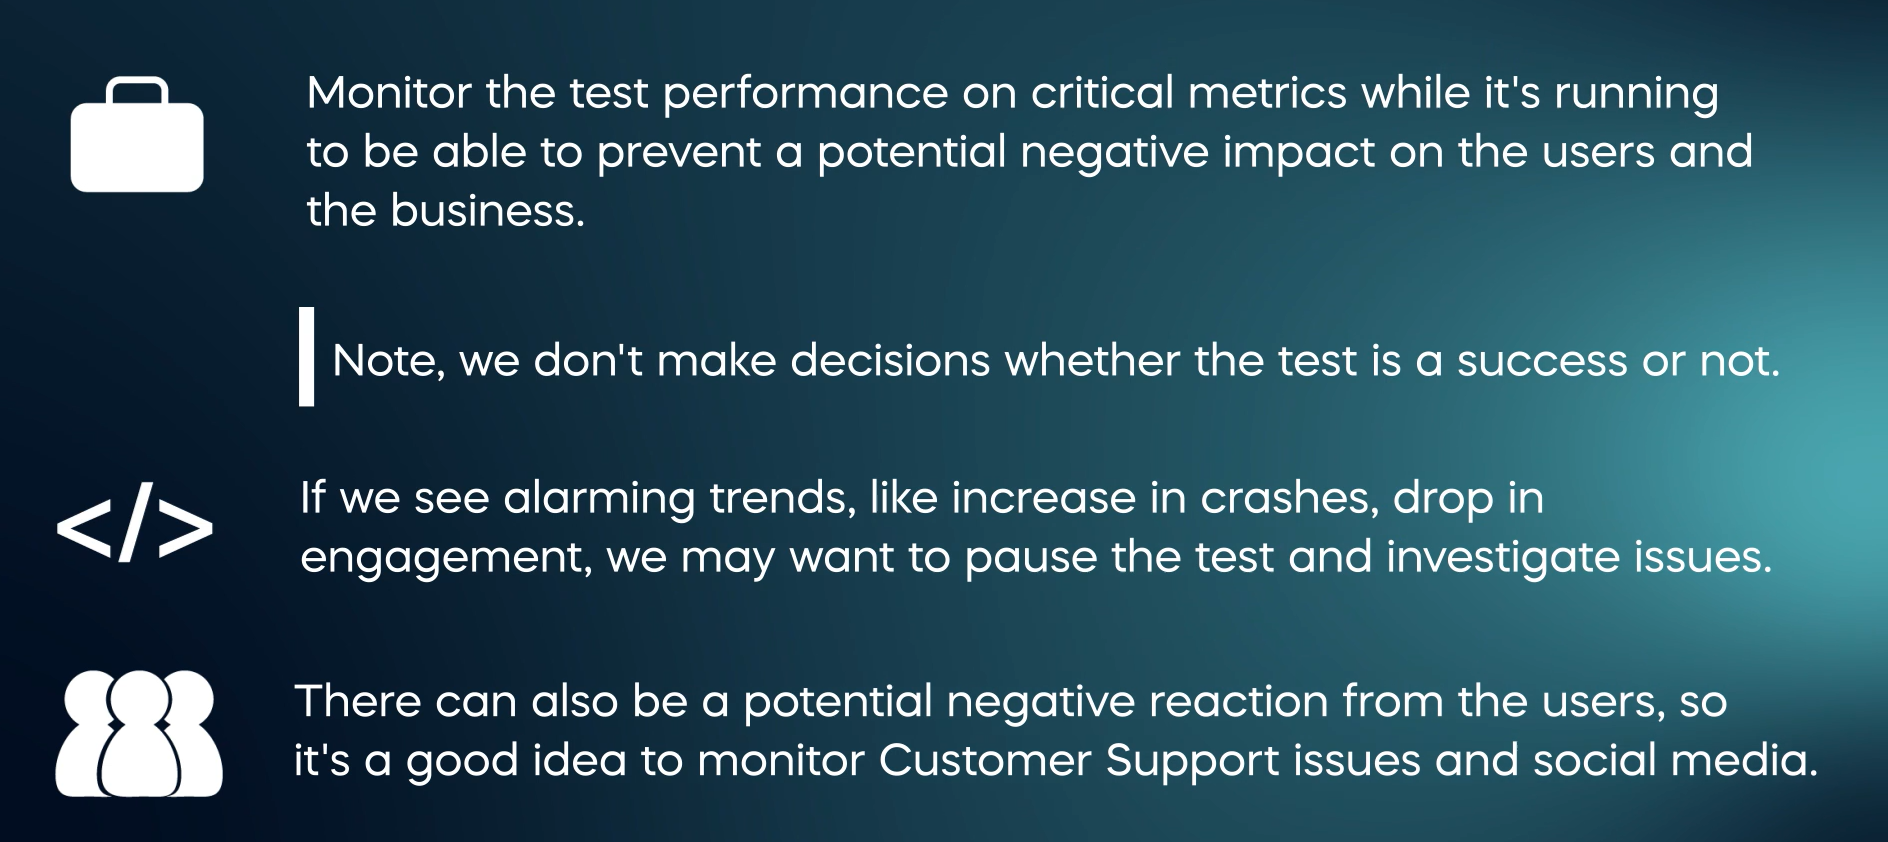 Monitor the test performance on critical metrics while it's running
to be able to prevent a potential negative impact on the users and
the business.
Note, we don't make decisions whether the test is a success or not.
</>
If we see alarming trends, like increase in crashes, drop in
engagement, we may want to pause the test and investigate issues.
There can also be a potential negative reaction from the users, so
it's a good idea to monitor Customer Support issues and social media.